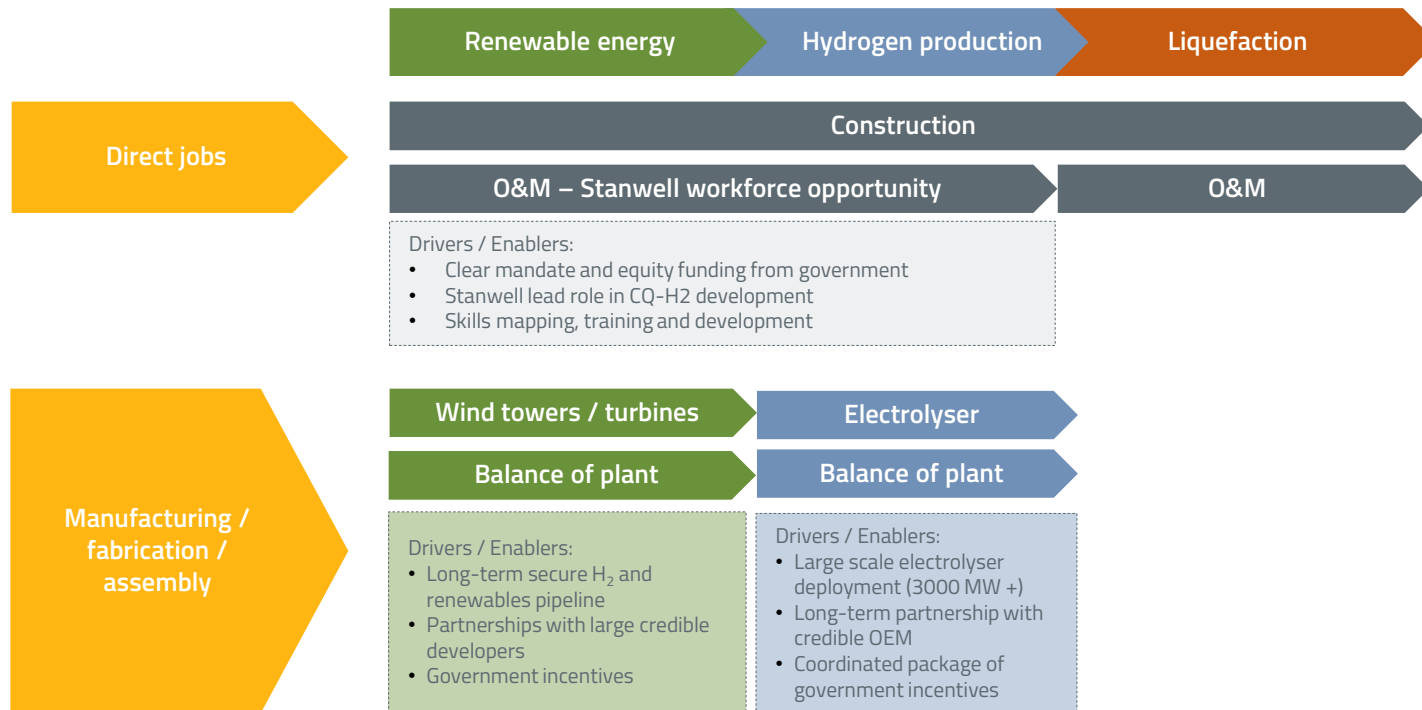 Renewable energy
Hydrogen production
Liquefaction
Direct jobs
Construction
O&M – Stanwell workforce opportunity
O&M
Drivers / Enablers:
• Clear mandate and equity funding from government
• Stanwell lead role in CQ-H2 development
• Skills mapping, training and development
Manufacturing /
fabrication /
assembly
Wind towers / turbines
Balance of plant
Drivers / Enablers:
• Long-term secure H₂ and
renewables pipeline
• Partnerships with large credible
developers
• Government incentives
Electrolyser
Balance of plant
Drivers / Enablers:
• Large scale electrolyser
deployment (3000 MW +)
• Long-term partnership with
credible OEM
• Coordinated package of
government incentives